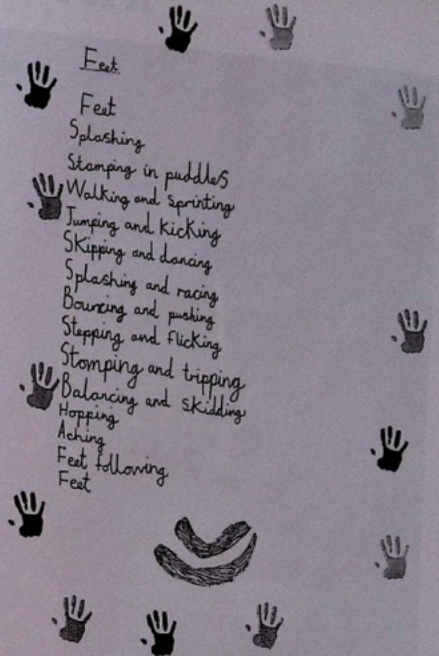 Feet
Feet
Splashing
Stamping in puddles
Walking and sprinting
Jumping and kicking
Skipping and dancing
Splashing and racing
Bouncing and pushing
Stepping and flicking
Stomping and tripping
Balancing and skidding
Hopping
Aching
Feet following
Feet